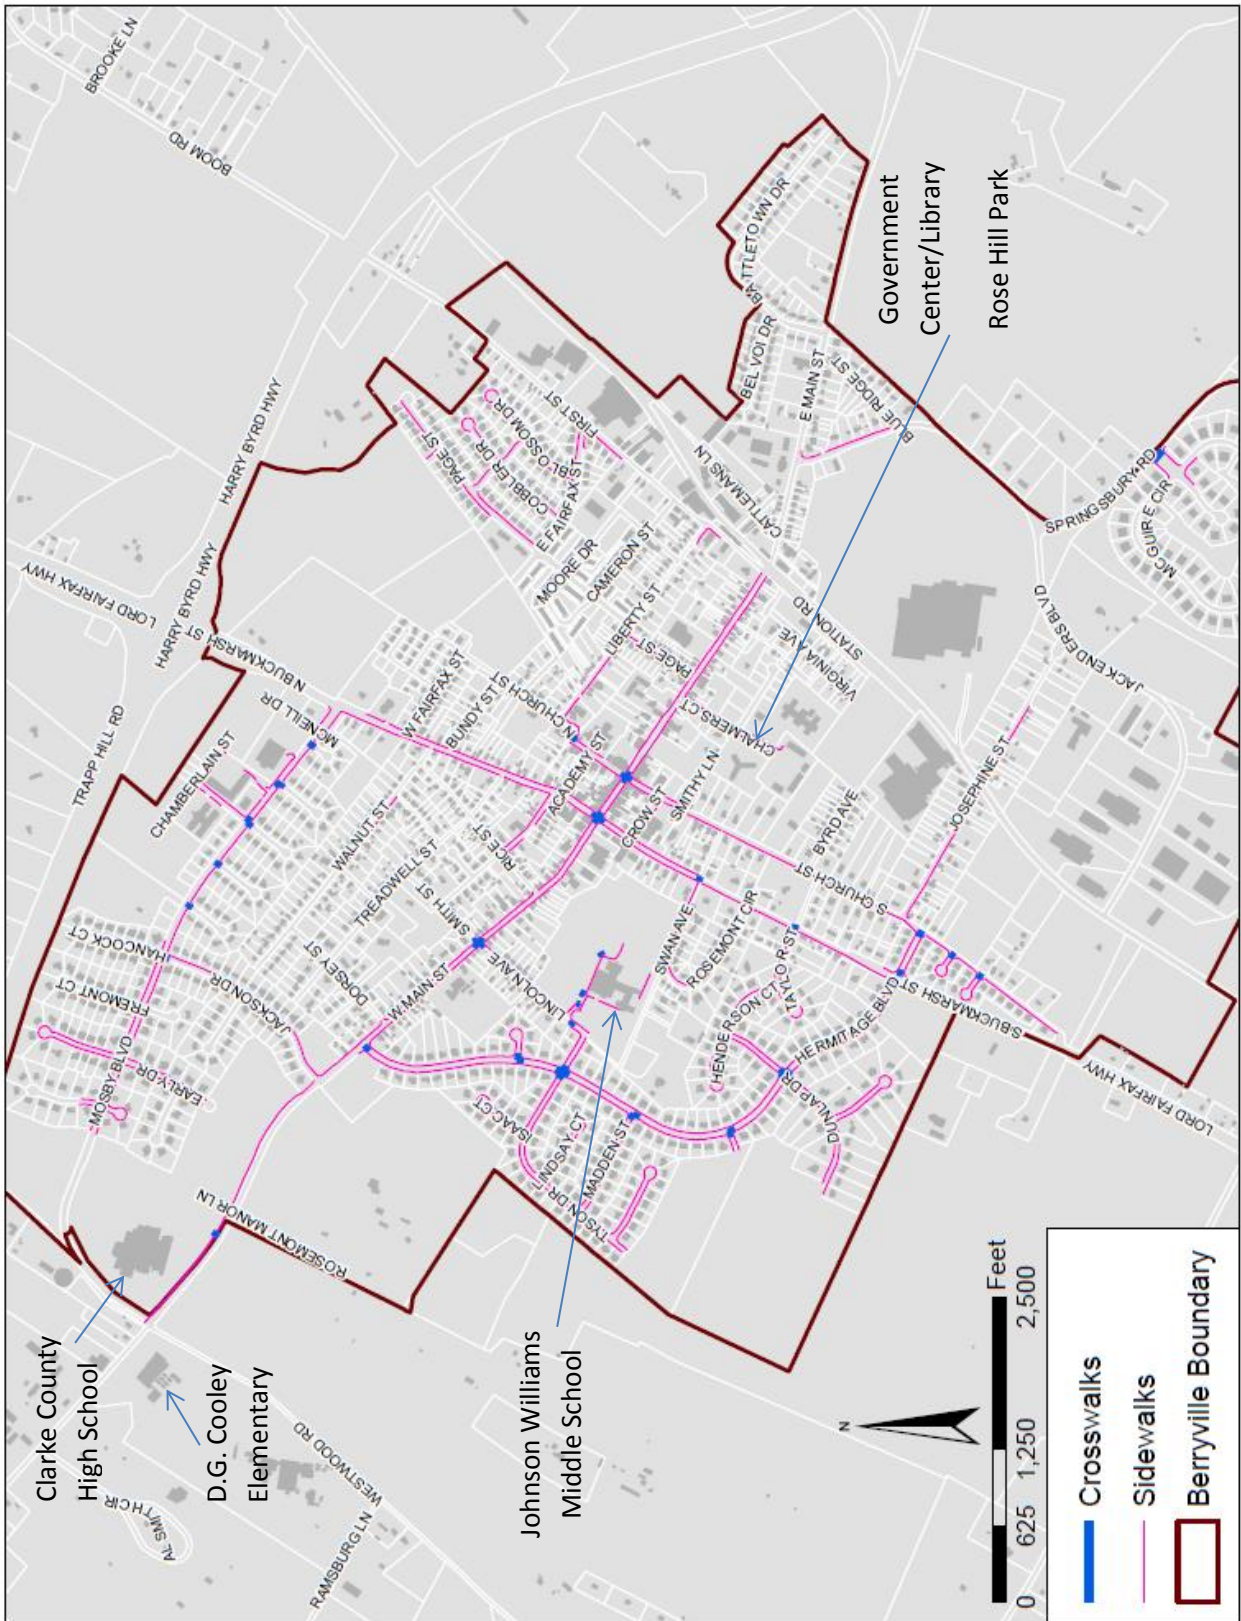 BROOKE LN
BOOM RD
HARRY BYRD HWY
HARRY BYRD HWY
LORD FAIRFAX HWY
TRAPP HILL RD
N BUCKMARSH ST
MCNEILL DR
CHAMBERLAIN ST
W FAIRFAX ST
BUNDY ST
N CHURCH ST
ACADEMY ST
RICE ST
WALNUT ST
TREADWELL ST
SMITH ST
DORSEY ST
W MAIN ST
LINCOLN AVE
HANCOCK CT
FREMONT CT
JACKSON DR
MOSBY BLVD
EARLY DR
PAGE ST
COBBLER DR
BLOSSOM DR
FIRST ST
E FAIRFAX ST
MOORE DR
CAMERON ST
LIBERTY ST
PAGE ST
CATTLEMANS LN
STATION RD
VIRGINIA AVE
CHALMERS CT
SMITHY LN
CROW ST
BYRD AVE
S CHURCH ST
SWAN AVE
ROSEMONT CIR
TAYLOR ST
HENDERSON CT
HERMITAGE BLVD
DUNLAP DR
S BUCKMARSH ST
LORD FAIRFAX HWY
JOSEPHINE ST
JACK ENDERS BLVD
SPRINGSBURY RD
MCGUIRE CIR
BATTLETOWN DR
BEL VOI DR
E MAIN ST
BLUE RIDGE ST
ISAAC CT
LINDSAY CT
MADDEN ST
TYSON DR
ROSEMONT MANOR LN
WESTWOOD RD
RAMSBURG LN
AL SMITH CIR
Government
Center/Library
Rose Hill Park
Clarke County
High School
D.G. Cooley
Elementary
Johnson Williams
Middle School
N
0 625 1,250 2,500
Feet
Crosswalks
Sidewalks
Berryville Boundary